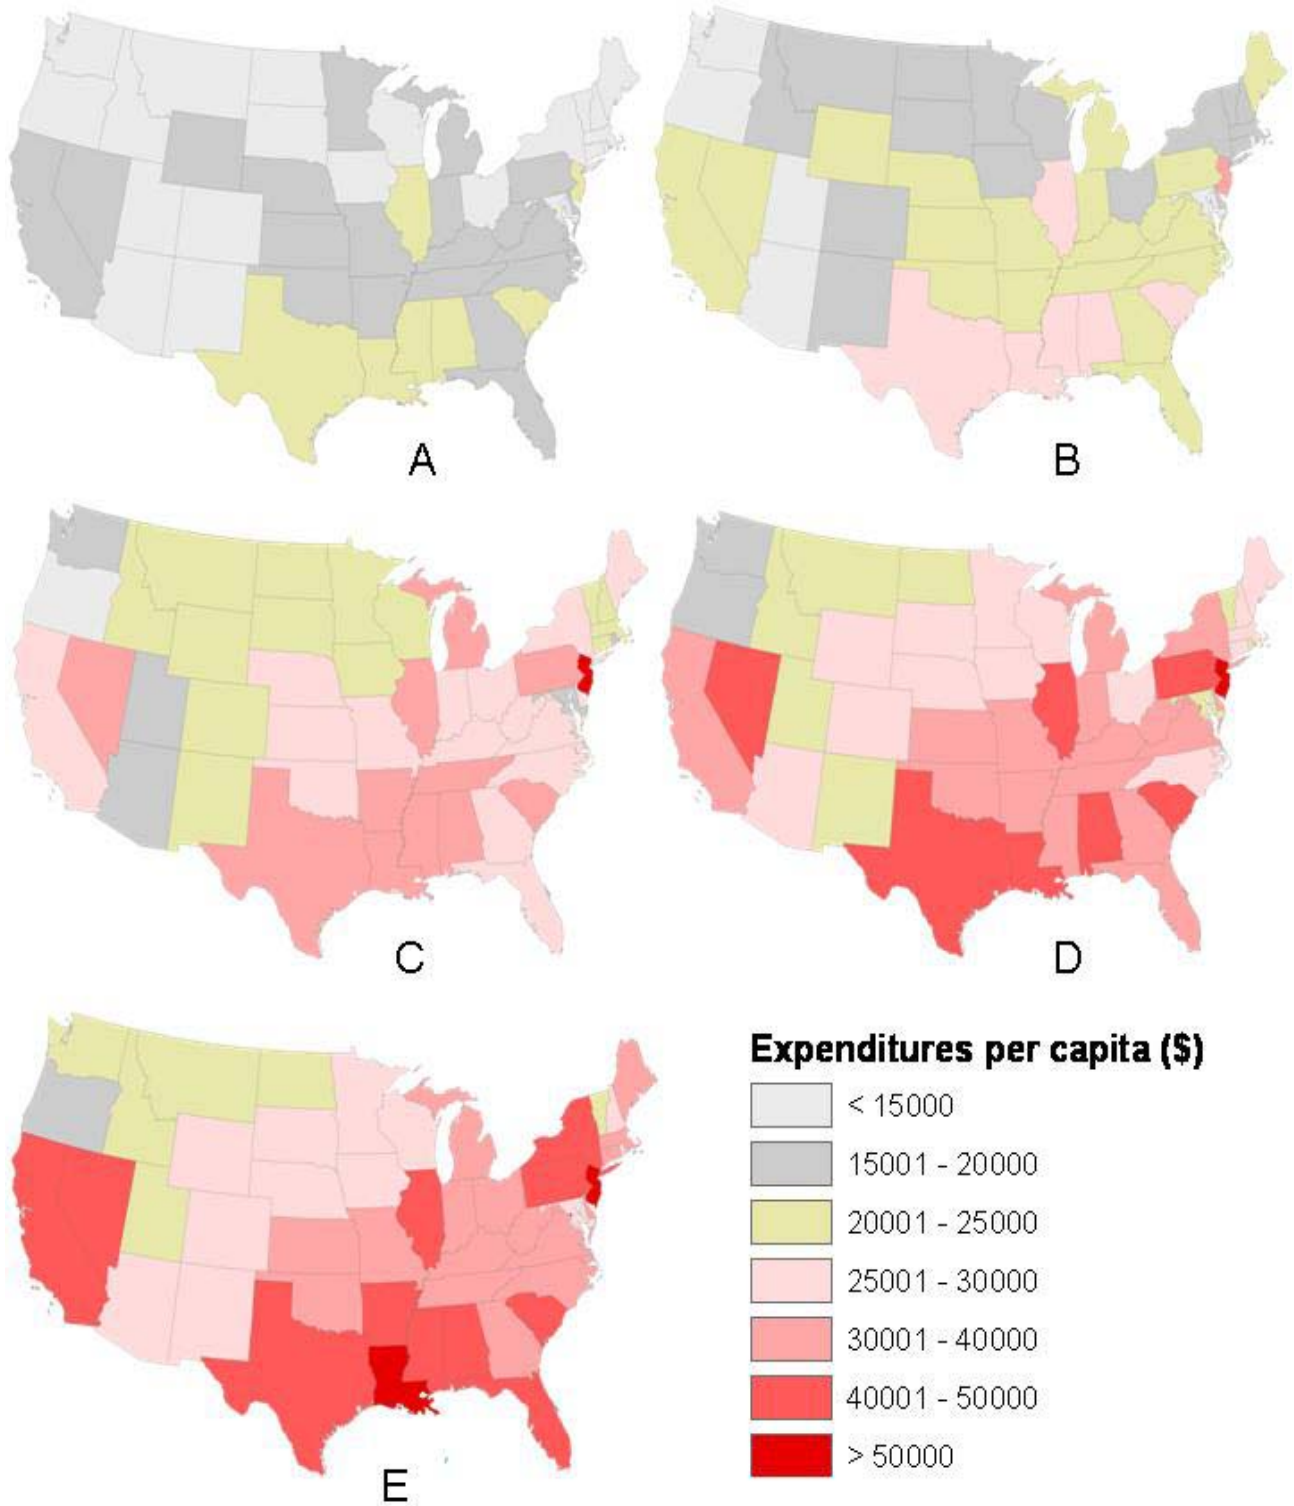 A
B
C
D
E
Expenditures per capita ($)
< 15000
15001 - 20000
20001 - 25000
25001 - 30000
30001 - 40000
40001 - 50000
> 50000